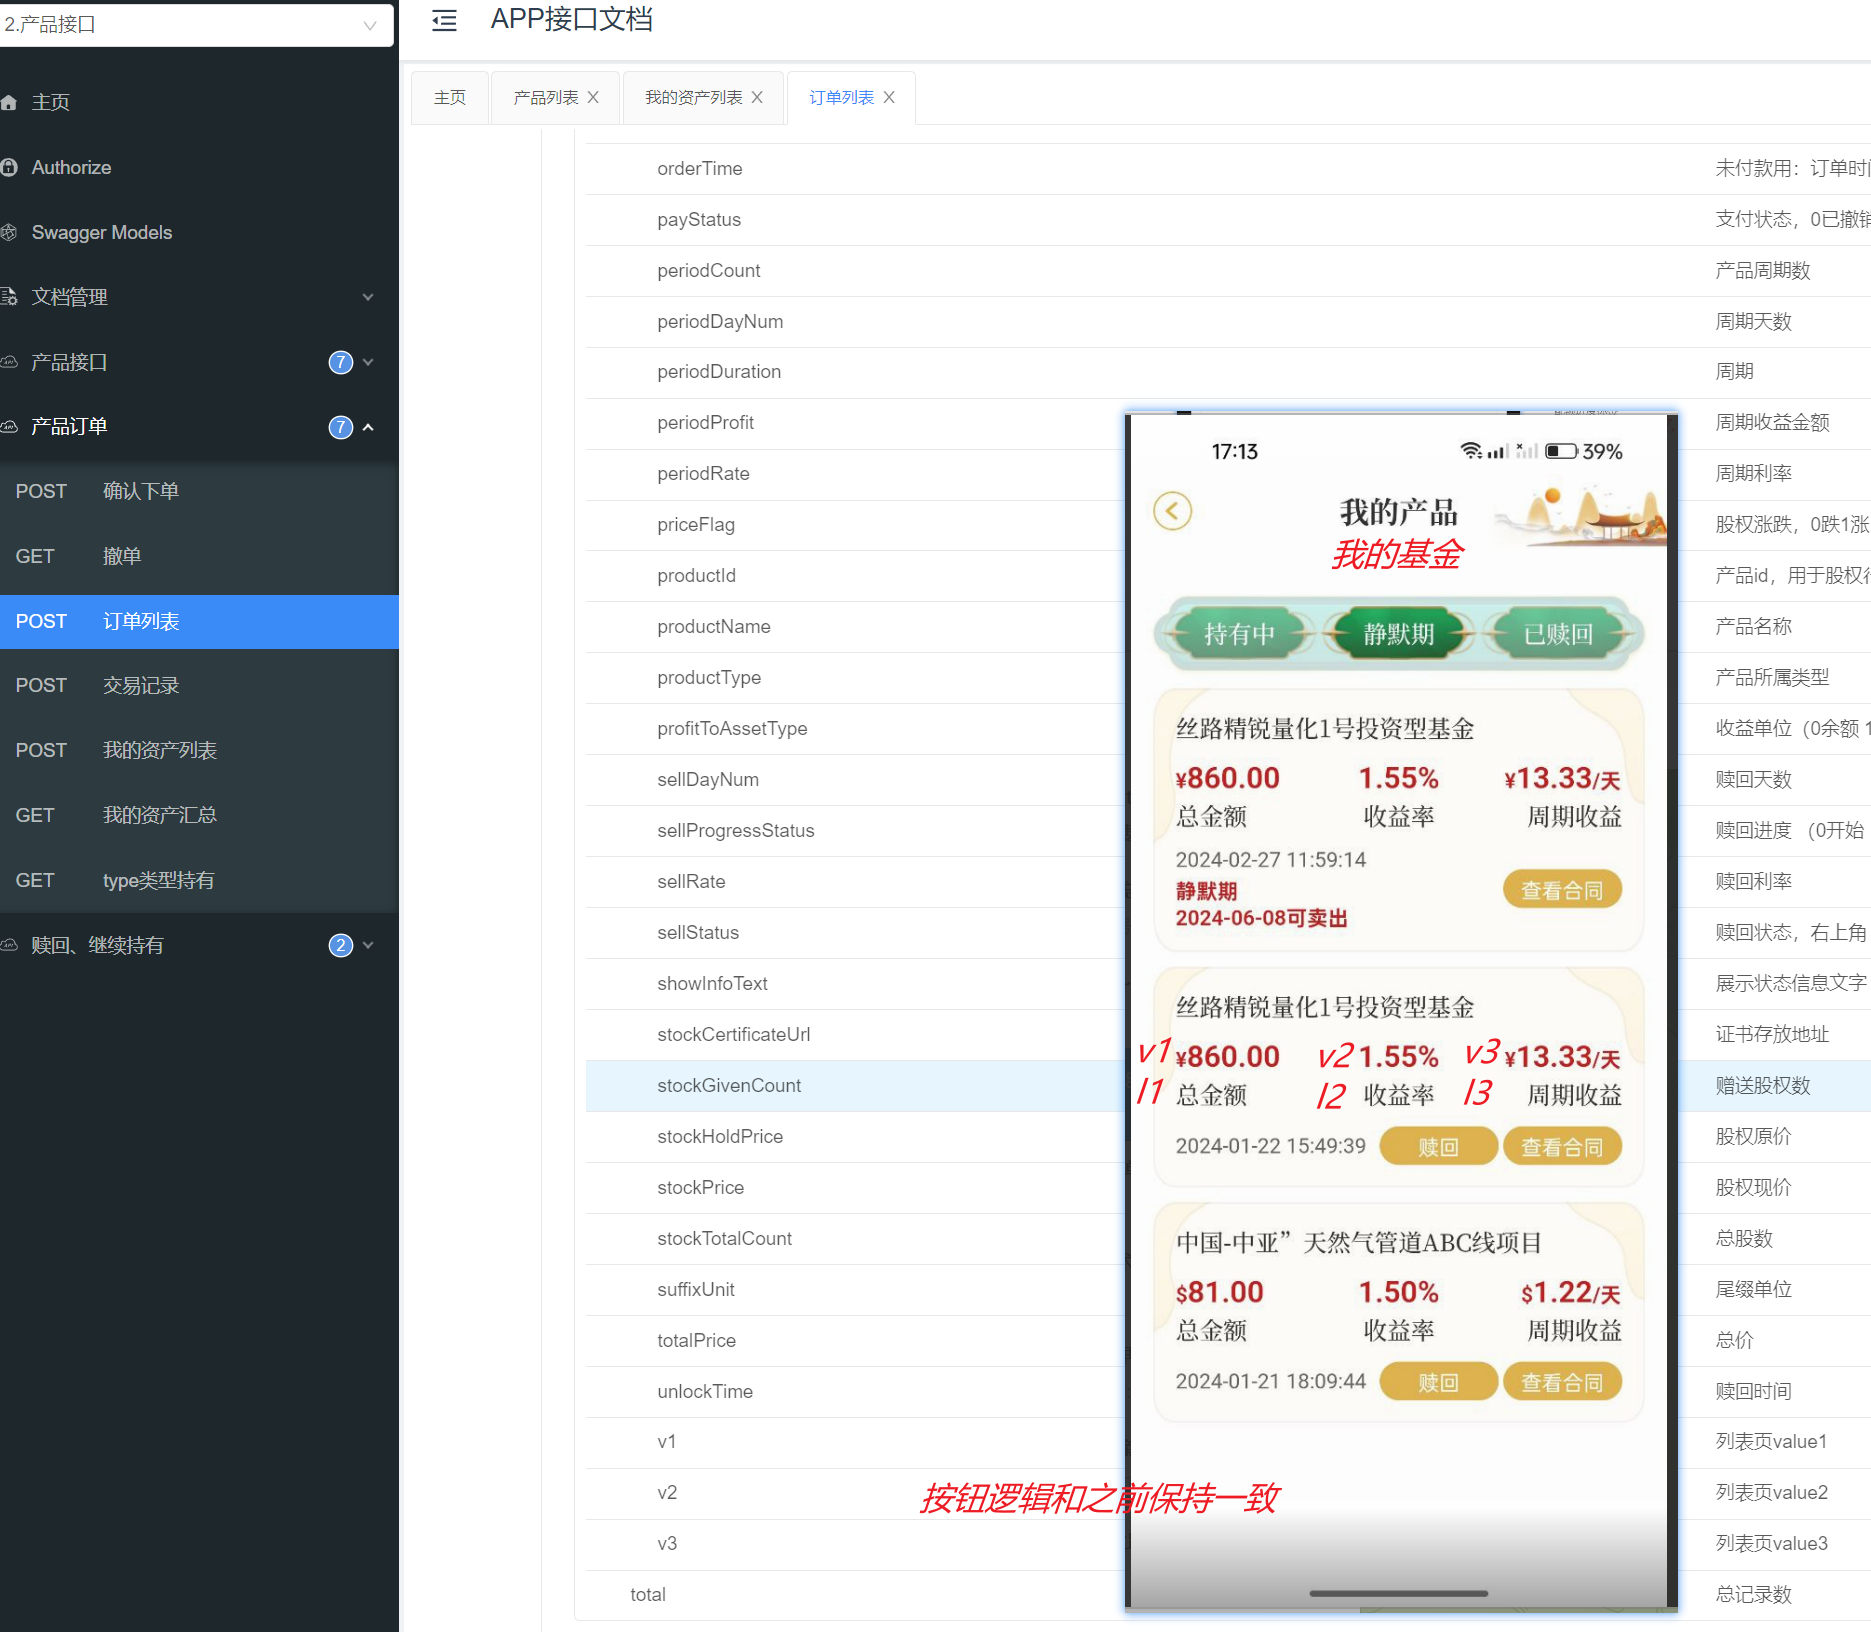 2.产品接口
APP接口文档
主页
产品列表
我的资产列表
订单列表
主页
Authorize
Swagger Models
文档管理
产品接口 7
产品订单 7
POST 确认下单
GET 撤单
POST 订单列表
POST 交易记录
POST 我的资产列表
GET 我的资产汇总
GET type类型持有
赎回、继续持有 2
orderTime 未付款用：订单时
payStatus 支付状态，0已撤销
periodCount 产品周期数
periodDayNum 周期天数
periodDuration 周期
periodProfit 周期收益金额
periodRate 周期利率
priceFlag 股权涨跌，0跌1涨
productId 产品id，用于股权
productName 产品名称
productType 产品所属类型
profitToAssetType 收益单位（0余额 1
sellDayNum 赎回天数
sellProgressStatus 赎回进度 （0开始
sellRate 赎回利率
sellStatus 赎回状态，右上角
showInfoText 展示状态信息文字
stockCertificateUrl 证书存放地址
stockGivenCount 赠送股权数
stockHoldPrice 股权原价
stockPrice 股权现价
stockTotalCount 总股数
suffixUnit 尾缀单位
totalPrice 总价
unlockTime 赎回时间
v1 列表页value1
v2 列表页value2
v3 列表页value3
total 总记录数
17:13 39%
我的产品
我的基金
持有中 静默期 已赎回
丝路精锐量化1号投资型基金
¥860.00 1.55% ¥13.33/天
总金额 收益率 周期收益
2024-02-27 11:59:14
静默期
2024-06-08可卖出
查看合同
丝路精锐量化1号投资型基金
v1 ¥860.00 v2 1.55% v3 ¥13.33/天
l1 总金额 l2 收益率 l3 周期收益
2024-01-22 15:49:39 赎回 查看合同
中国-中亚”天然气管道ABC线项目
$81.00 1.50% $1.22/天
总金额 收益率 周期收益
2024-01-21 18:09:44 赎回 查看合同
按钮逻辑和之前保持一致